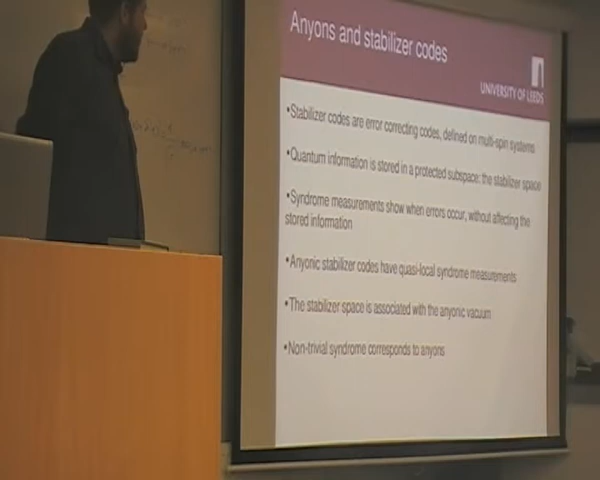 Anyons and stabilizer codes
UNIVERSITY OF LEEDS
•Stabilizer codes are error correcting codes, defined on multi-spin systems
•Quantum information is stored in a protected subspace: the stabilizer space
•Syndrome measurements show when errors occur, without affecting the
stored information
•Anyonic stabilizer codes have quasi-local syndrome measurements
•The stabilizer space is associated with the anyonic vacuum
•Non-trivial syndrome corresponds to anyons